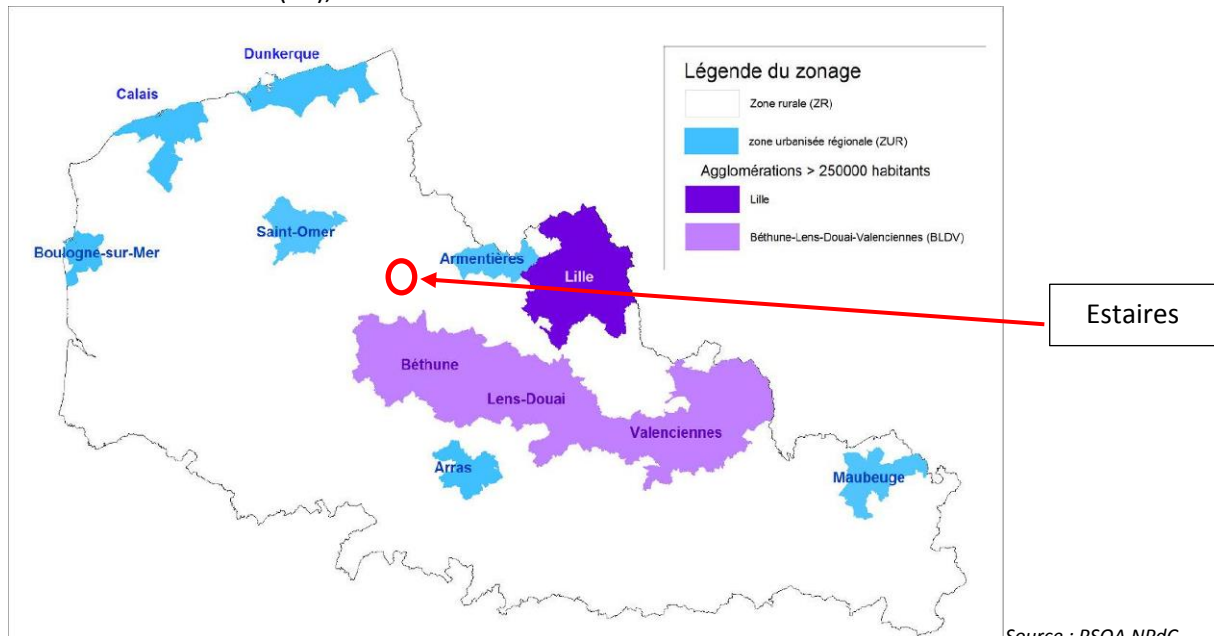 Dunkerque
Calais
Légende du zonage
Zone rurale (ZR)
zone urbanisée régionale (ZUR)
Agglomérations > 250000 habitants
Lille
Béthune-Lens-Douai-Valenciennes (BLDV)
Saint-Omer
Boulogne-sur-Mer
Armentières
Lille
Estaires
Béthune
Lens-Douai
Valenciennes
Arras
Maubeuge
Source : PSQA NPdC